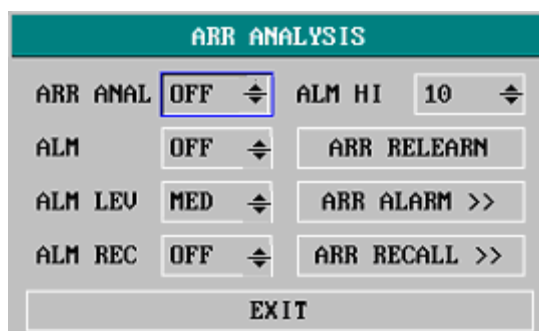 ARR ANALYSIS
ARR ANAL OFF ALM HI 10
ALM OFF ARR RELEARN
ALM LEV MED ARR ALARM >>
ALM REC OFF ARR RECALL >>
EXIT